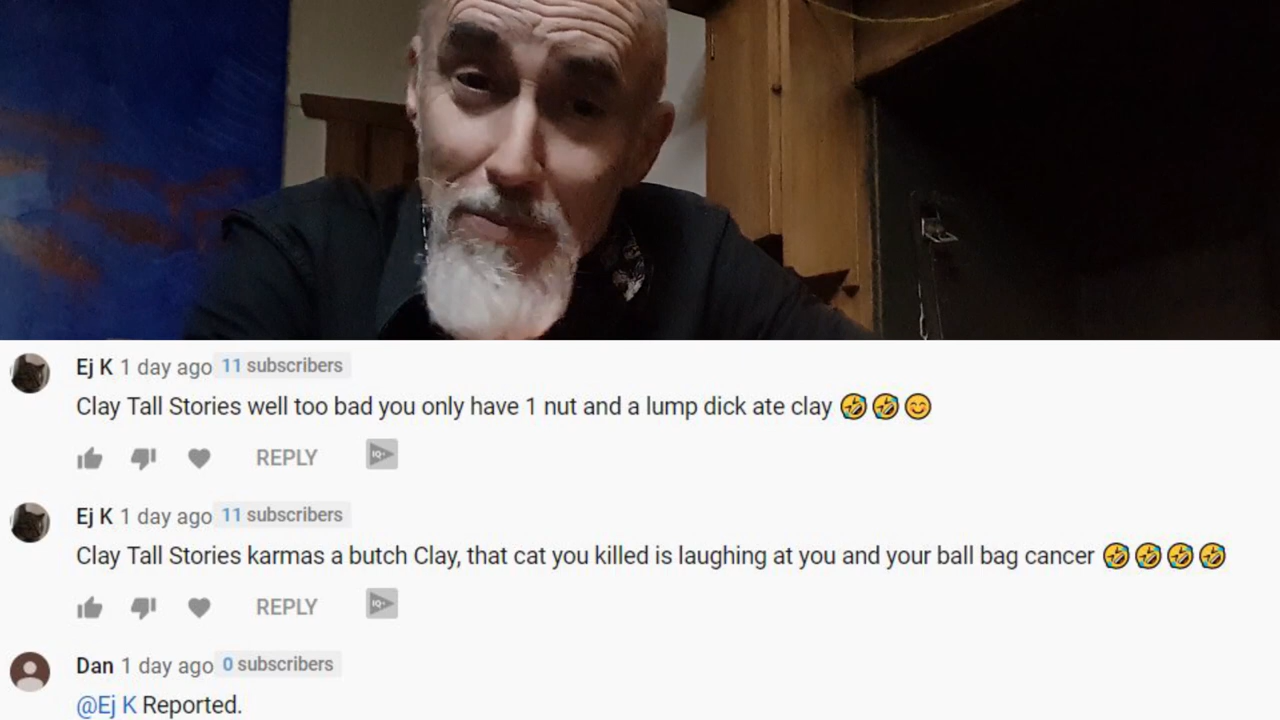 Ej K 1 day ago 11 subscribers
Clay Tall Stories well too bad you only have 1 nut and a lump dick ate clay 🤣🤣😊
REPLY IQ+
Ej K 1 day ago 11 subscribers
Clay Tall Stories karmas a butch Clay, that cat you killed is laughing at you and your ball bag cancer 🤣🤣🤣🤣
REPLY IQ+
Dan 1 day ago 0 subscribers
@Ej K Reported.